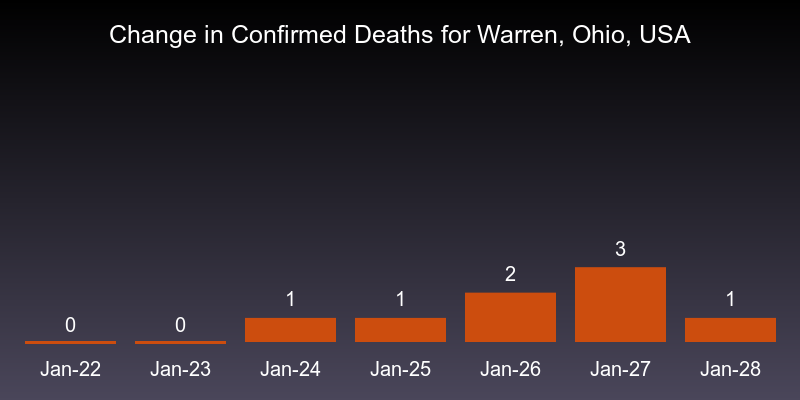 Change in Confirmed Deaths for Warren, Ohio, USA
0 0 1 1 2 3 1
Jan-22 Jan-23 Jan-24 Jan-25 Jan-26 Jan-27 Jan-28